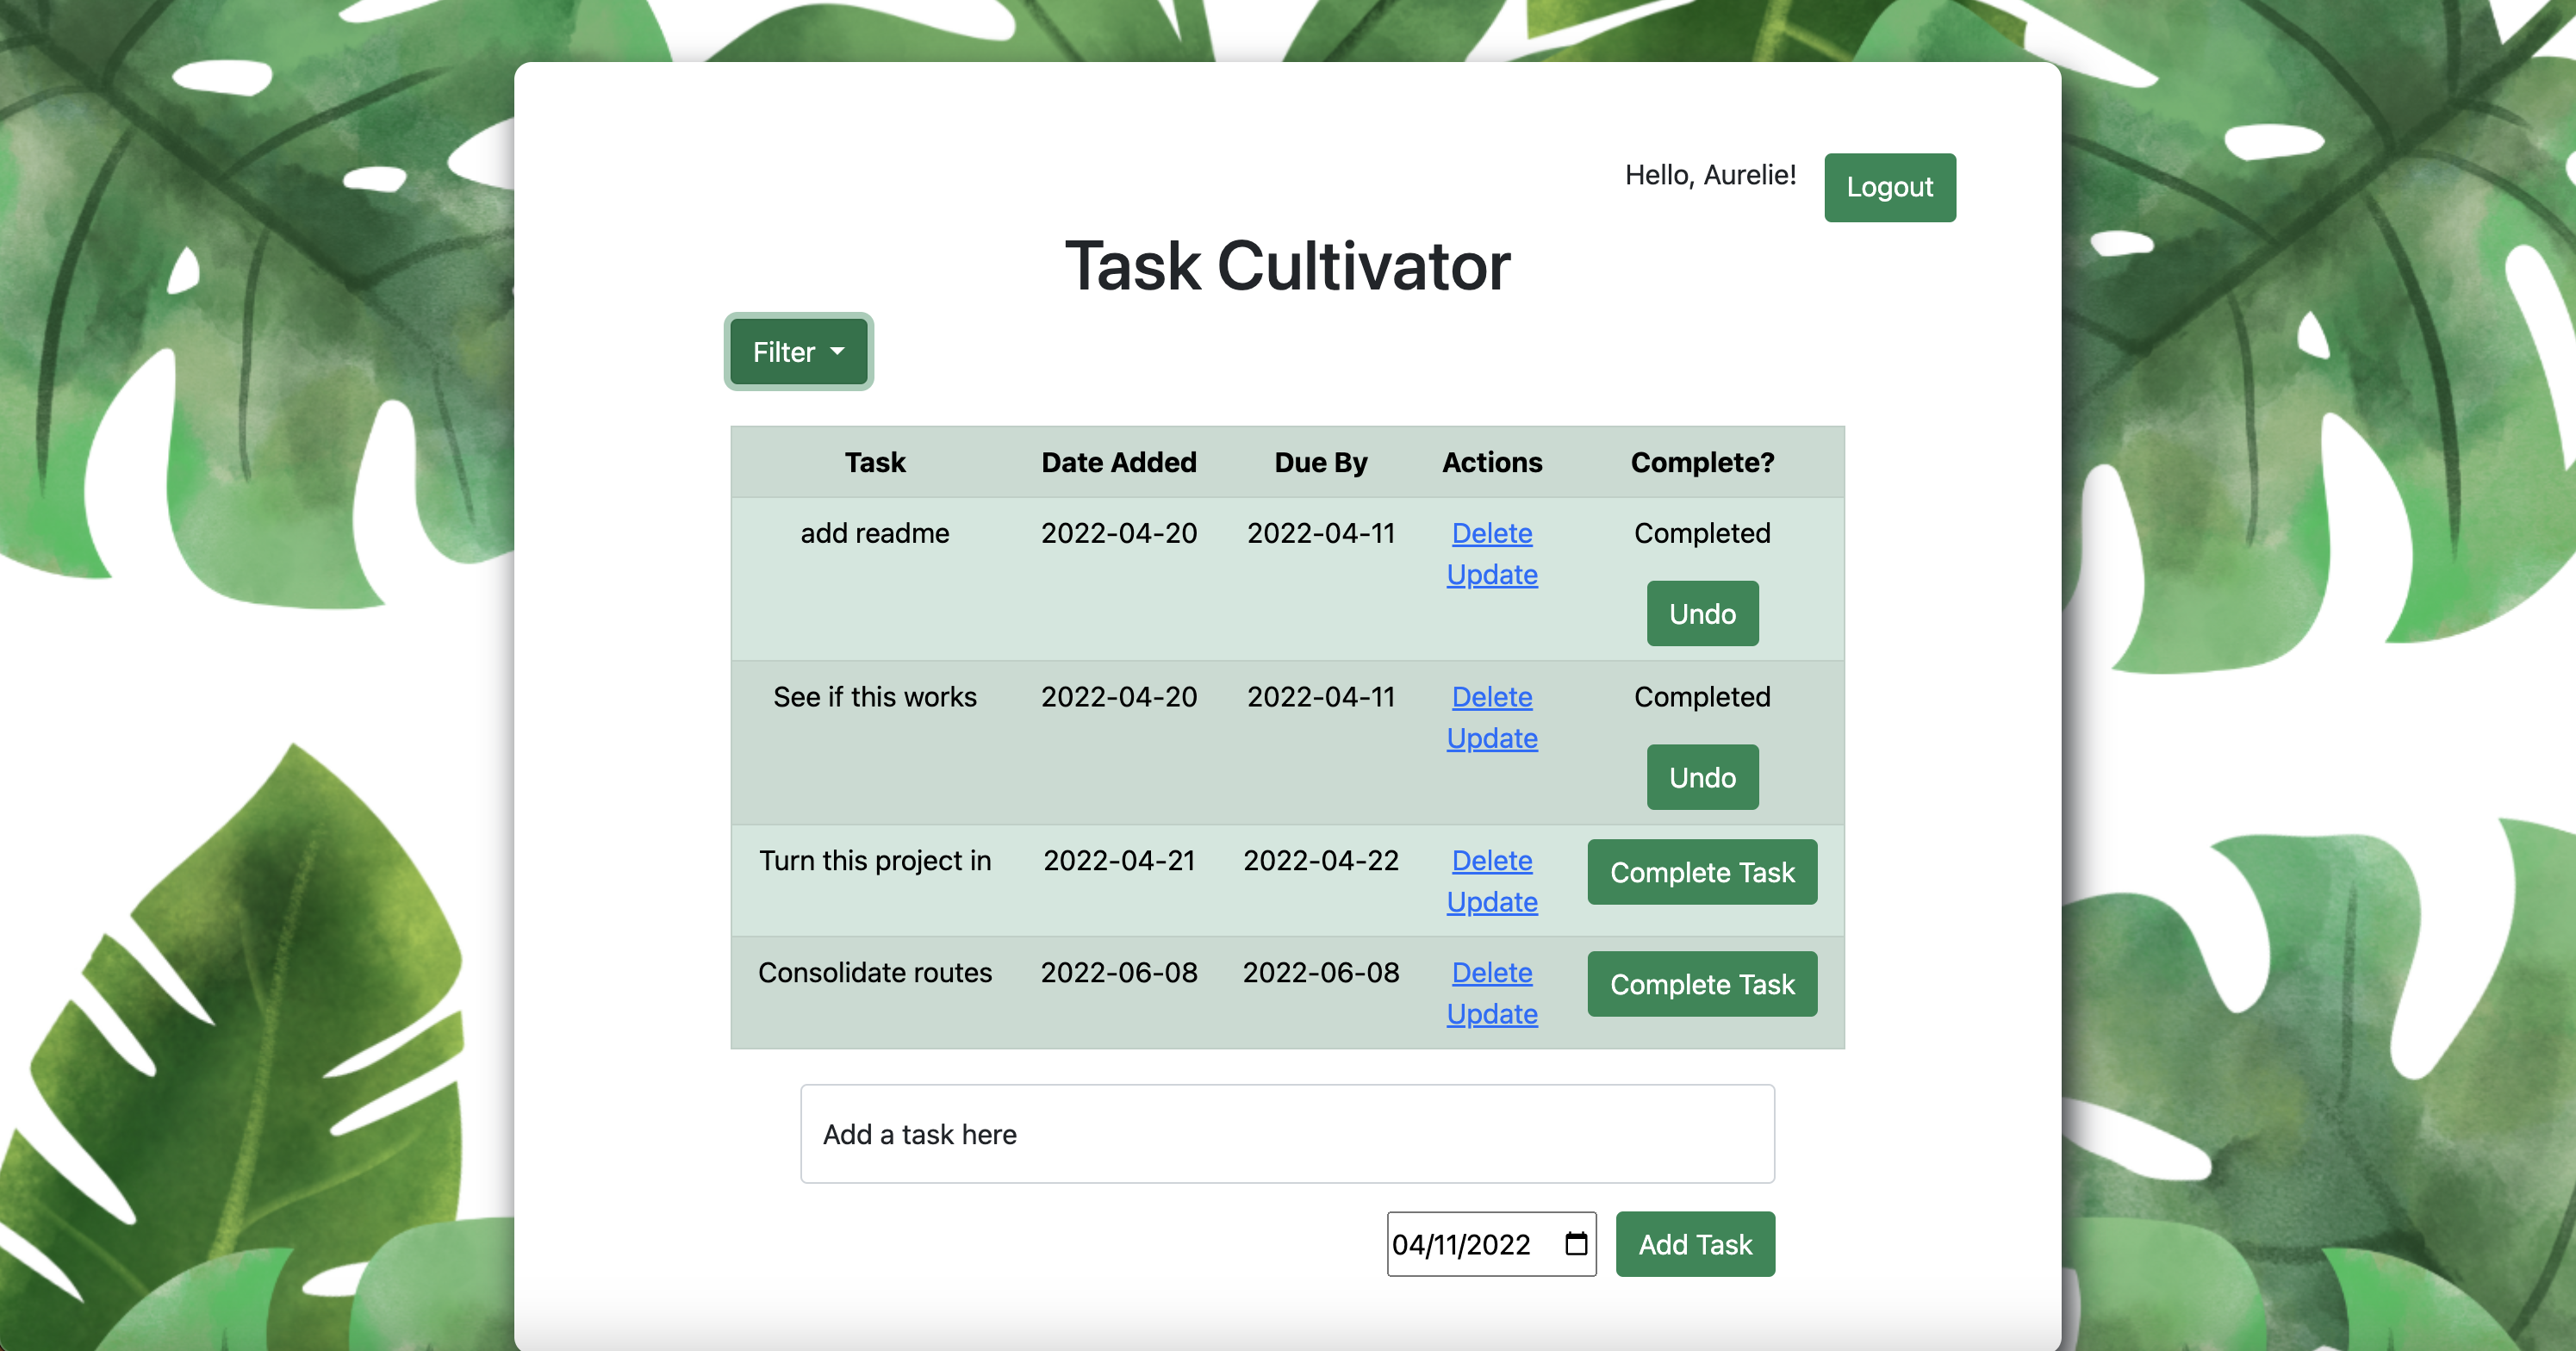 Hello, Aurelie! Logout
Task Cultivator
Filter
Task Date Added Due By Actions Complete?
add readme 2022-04-20 2022-04-11 Delete Completed
Update
Undo
See if this works 2022-04-20 2022-04-11 Delete Completed
Update
Undo
Turn this project in 2022-04-21 2022-04-22 Delete Complete Task
Update
Consolidate routes 2022-06-08 2022-06-08 Delete Complete Task
Update
Add a task here
04/11/2022 Add Task